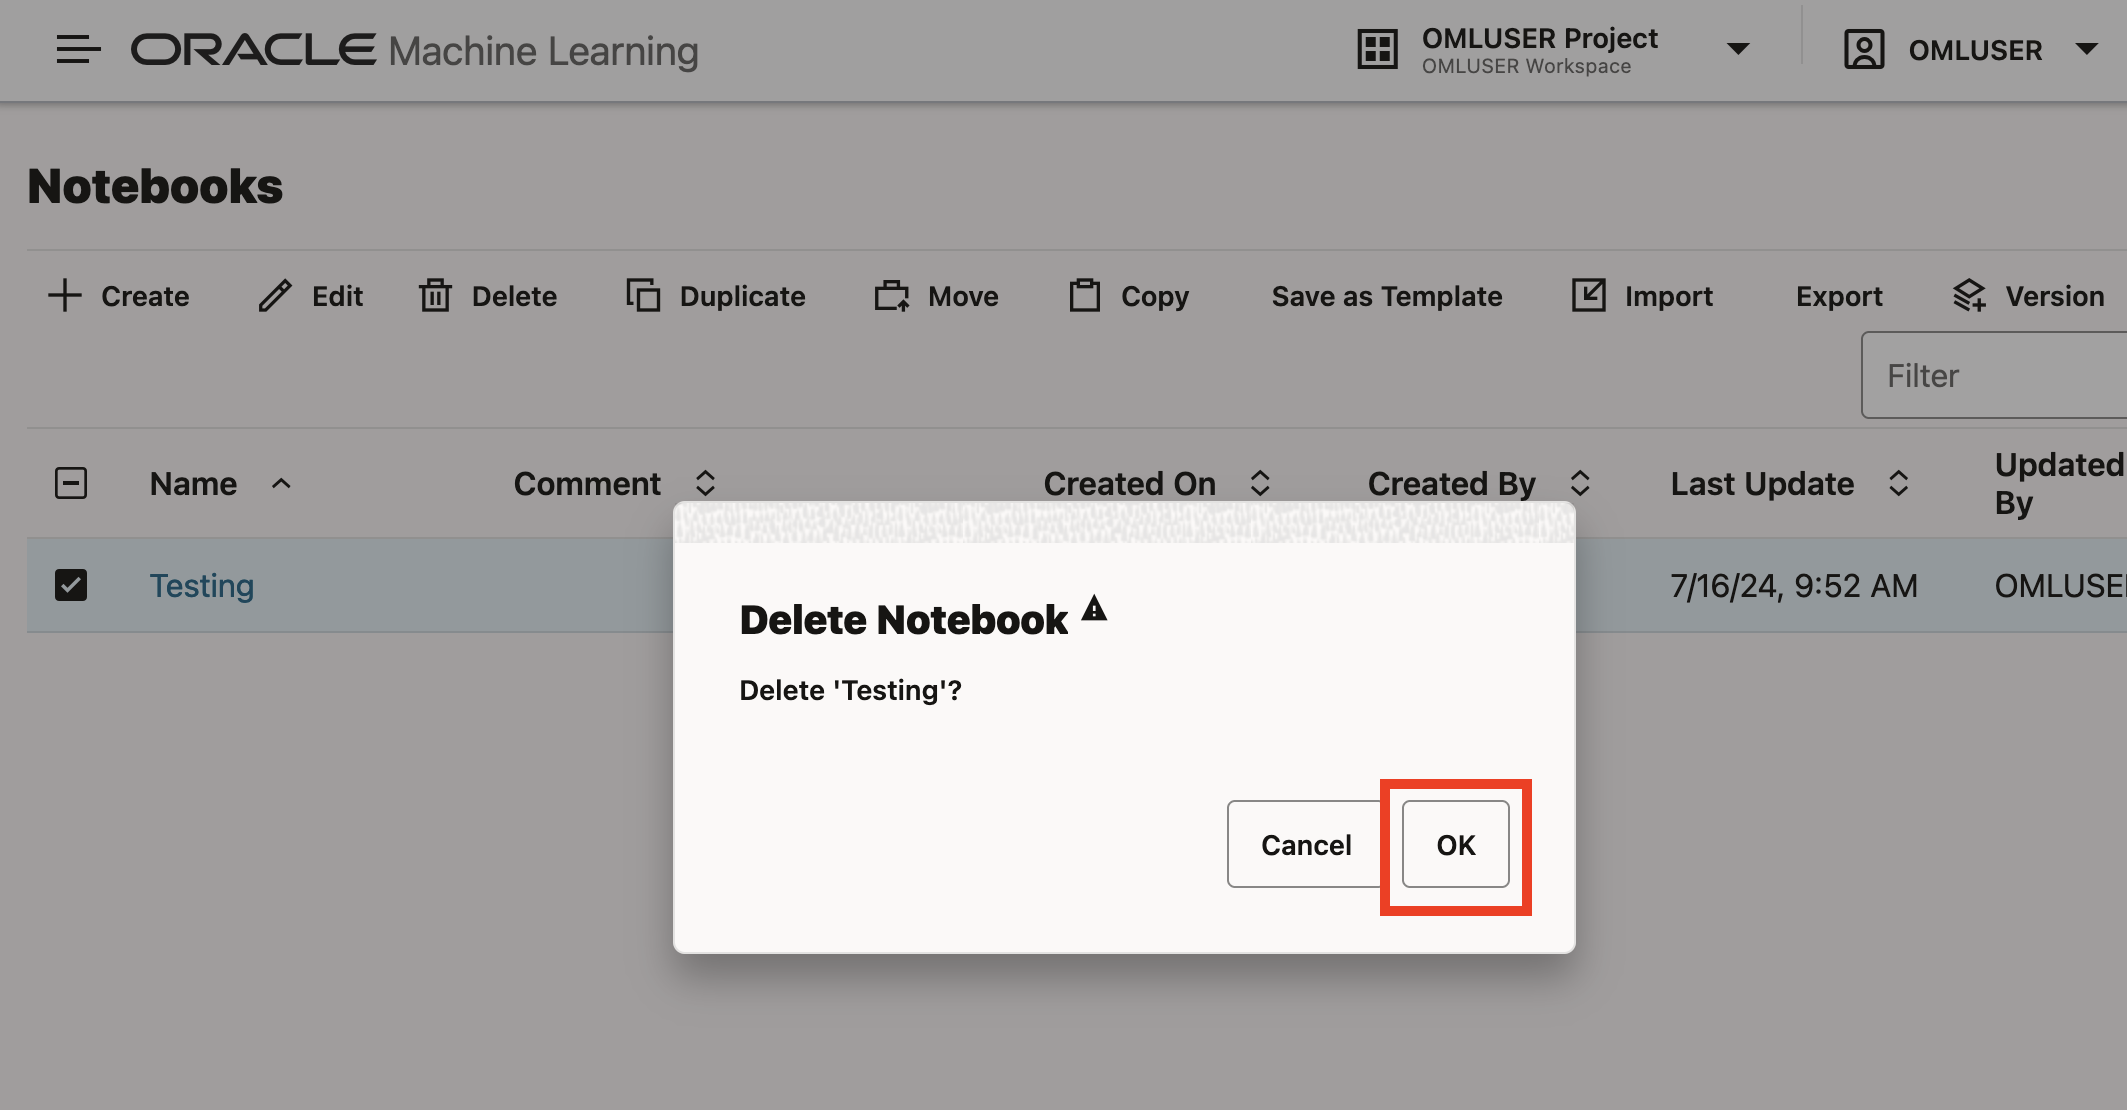 ORACLE Machine Learning
OMLUSER Project
OMLUSER Workspace
OMLUSER
Notebooks
Create Edit Delete Duplicate Move Copy Save as Template Import Export Version
Filter
Name Comment Created On Created By Last Update Updated By
Testing 7/16/24, 9:52 AM OMLUSE
Delete Notebook
Delete 'Testing'?
Cancel OK